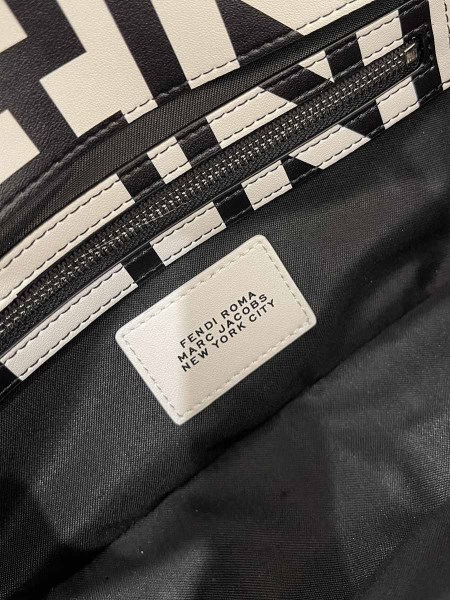 FENDI ROMA
MARC JACOBS
NEW YORK CITY